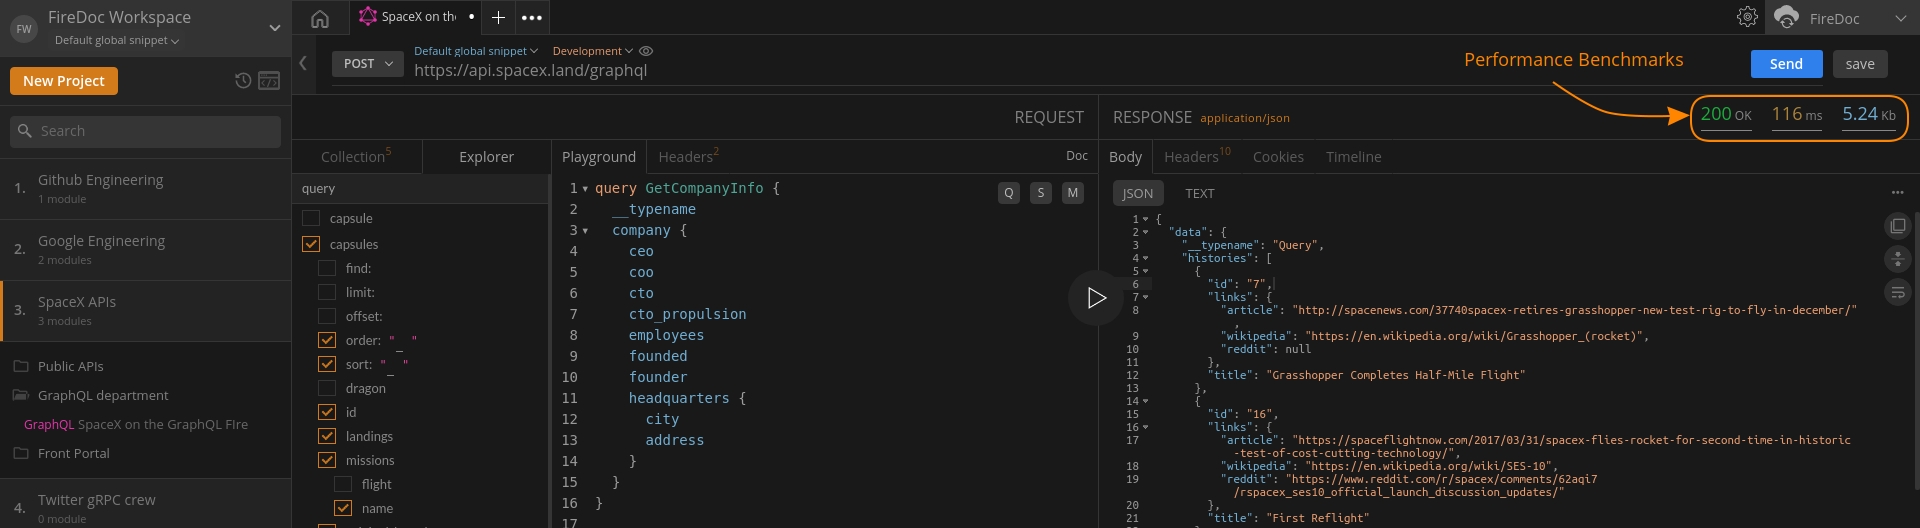 FW
FireDoc Workspace
Default global snippet
New Project
Search
1. Github Engineering
1 module
2. Google Engineering
2 modules
3. SpaceX APIs
3 modules
Public APIs
GraphQL department
GraphQL SpaceX on the GraphQL FIre
Front Portal
4. Twitter gRPC crew
0 module
SpaceX on the
FireDoc
POST
Default global snippet Development
https://api.spacex.land/graphql
Performance Benchmarks
Send save
REQUEST
Collection 5 Explorer
query
capsule
capsules
find:
limit:
offset:
order: "_ "
sort: "_ "
dragon
id
landings
missions
flight
name
Playground Headers 2 Doc
Q S M
1 query GetCompanyInfo {
2 __typename
3 company {
4 ceo
5 coo
6 cto
7 cto_propulsion
8 employees
9 founded
10 founder
11 headquarters {
12 city
13 address
14 }
15 }
16 }
17
RESPONSE application/json
200 OK 116 ms 5.24 Kb
Body Headers 10 Cookies Timeline
JSON TEXT
1 {
2 "data": {
3 "__typename": "Query",
4 "histories": [
5 {
6 "id": "7",
7 "links": {
8 "article": "http://spacenews.com/37740spacex-retires-grasshopper-new-test-rig-to-fly-in-december/"
,
9 "wikipedia": "https://en.wikipedia.org/wiki/Grasshopper_(rocket)",
10 "reddit": null
11 },
12 "title": "Grasshopper Completes Half-Mile Flight"
13 },
14 {
15 "id": "16",
16 "links": {
17 "article": "https://spaceflightnow.com/2017/03/31/spacex-flies-rocket-for-second-time-in-historic
-test-of-cost-cutting-technology/",
18 "wikipedia": "https://en.wikipedia.org/wiki/SES-10",
19 "reddit": "https://www.reddit.com/r/spacex/comments/62aqi7
/rspacex_ses10_official_launch_discussion_updates/"
20 },
21 "title": "First Reflight"